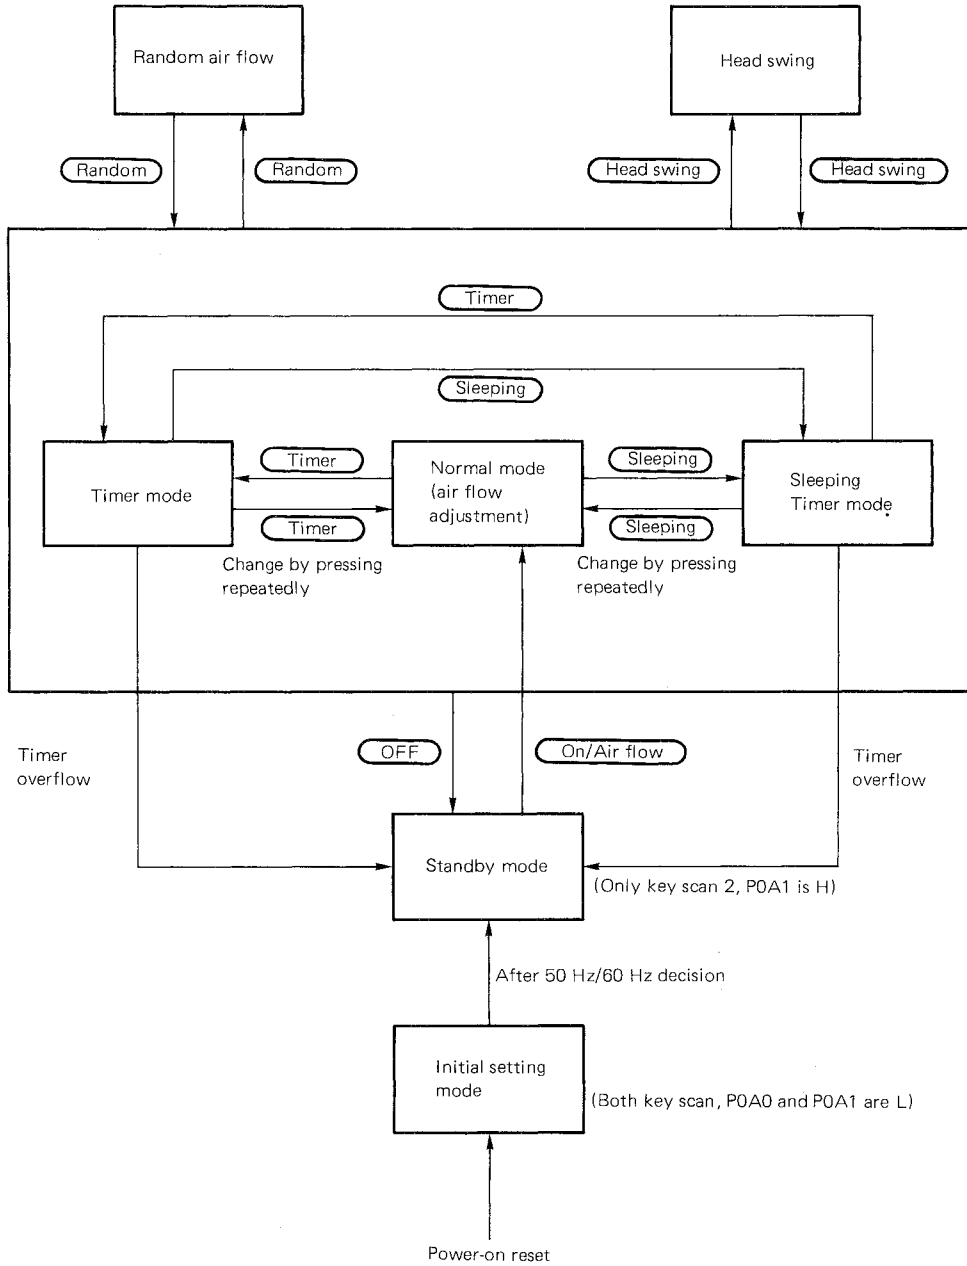 Random air flow
Head swing
Random
Random
Head swing
Head swing
Timer
Sleeping
Timer
Sleeping
Timer mode
Normal mode
(air flow
adjustment)
Sleeping
Timer mode
Timer
Sleeping
Change by pressing
repeatedly
Change by pressing
repeatedly
Timer
overflow
OFF
On/Air flow
Timer
overflow
Standby mode
(Only key scan 2, P0A1 is H)
After 50 Hz/60 Hz decision
Initial setting
mode
(Both key scan, P0A0 and P0A1 are L)
Power-on reset